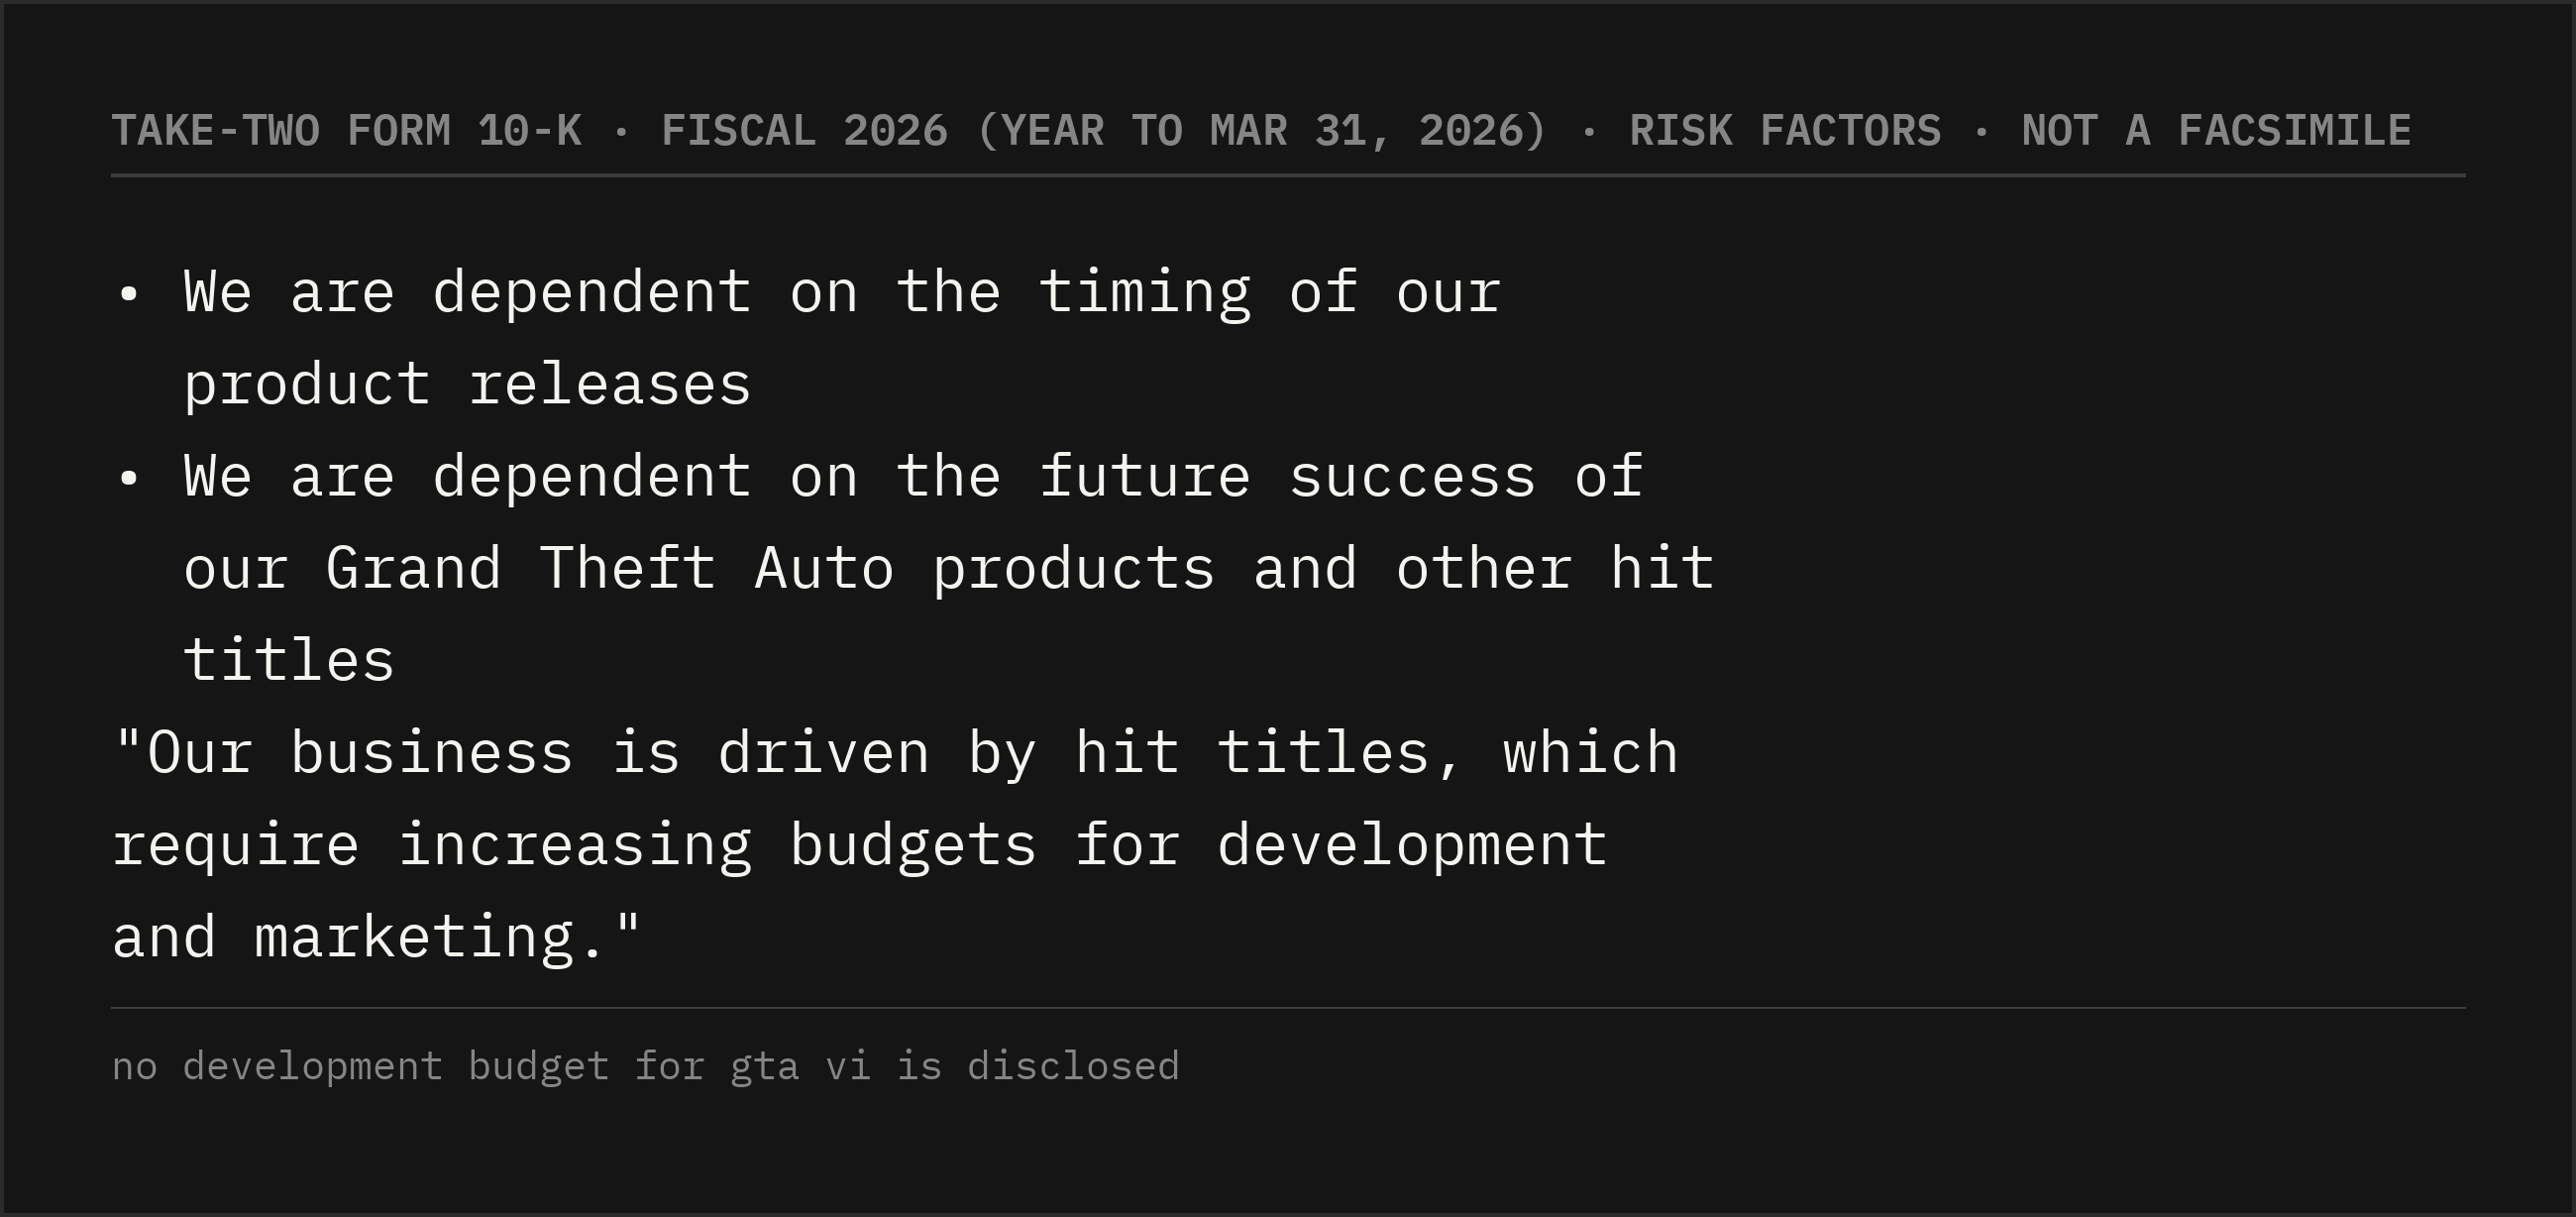 TAKE-TWO FORM 10-K · FISCAL 2026 (YEAR TO MAR 31, 2026) · RISK FACTORS · NOT A FACSIMILE
• We are dependent on the timing of our
product releases
• We are dependent on the future success of
our Grand Theft Auto products and other hit
titles
"Our business is driven by hit titles, which
require increasing budgets for development
and marketing."
no development budget for gta vi is disclosed